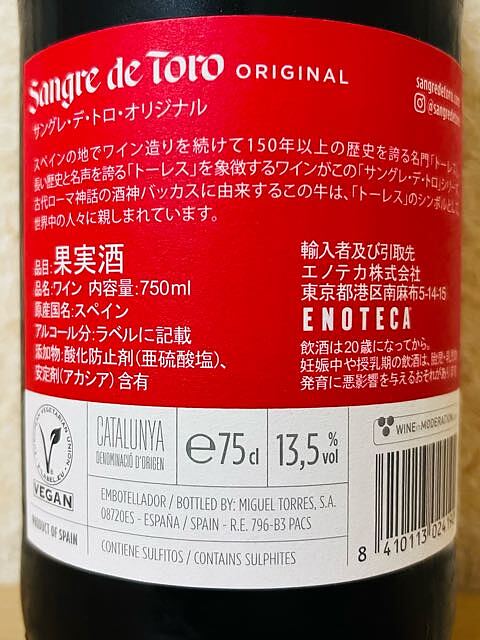 Sangre de Toro ORIGINAL
sangredetoro.com
@sangredetoro
サングレ・デ・トロ・オリジナル
スペインの地でワイン造りを続けて150年以上の歴史を誇る名門「トーレス」。
長い歴史と名声を誇る「トーレス」を象徴するワインがこの「サングレ・デ・トロ」シリーズ
古代ローマ神話の酒神バッカスに由来するこの牛は、「トーレス」のシンボルとして
世界中の人々に親しまれています。
品目:果実酒
品名:ワイン 内容量:750ml
原産国名:スペイン
アルコール分:ラベルに記載
添加物:酸化防止剤(亜硫酸塩)、
安定剤(アカシア)含有
輸入者及び引取先
エノテカ株式会社
東京都港区南麻布5-14-15
ENOTECA
飲酒は20歳になってから。
妊娠中や授乳期の飲酒は、胎児・乳児の
発育に悪影響を与えるおそれがあります
VEGAN
PRODUCT OF SPAIN
CATALUNYA
DENOMINACIÓ D'ORIGEN
e75cl
13,5% vol
EMBOTELLADOR / BOTTLED BY: MIGUEL TORRES, S.A.
08720ES - ESPAÑA / SPAIN - R.E. 796-B3 PACS
CONTIENE SULFITOS / CONTAINS SULPHITES
WINE in MODERATION
8 410113 024